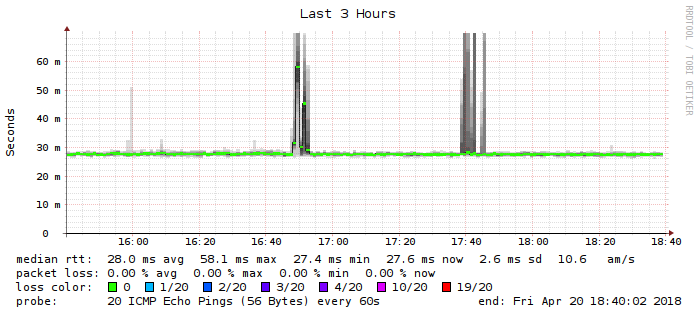 Last 3 Hours
RRDTOOL / TOBI OETIKER
Seconds
60 m
50 m
40 m
30 m
20 m
10 m
0
16:00 16:20 16:40 17:00 17:20 17:40 18:00 18:20 18:40
median rtt: 28.0 ms avg 58.1 ms max 27.4 ms min 27.6 ms now 2.6 ms sd 10.6 am/s
packet loss: 0.00 % avg 0.00 % max 0.00 % min 0.00 % now
loss color: 0 1/20 2/20 3/20 4/20 10/20 19/20
probe: 20 ICMP Echo Pings (56 Bytes) every 60s end: Fri Apr 20 18:40:02 2018